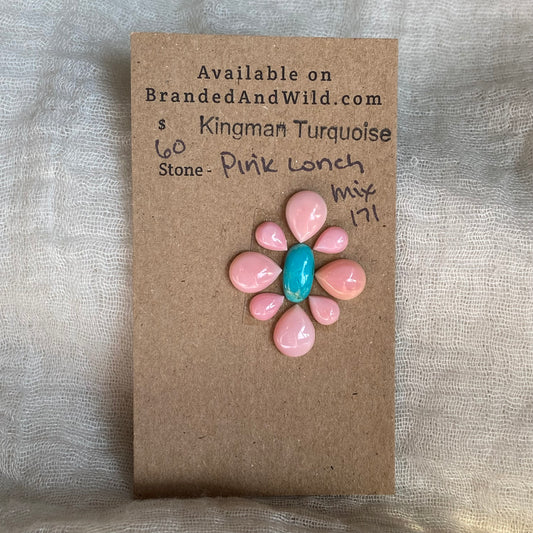 Available on
BrandedAndWild.com
$ Kingman Turquoise
60
Stone - Pink Conch
mix
171